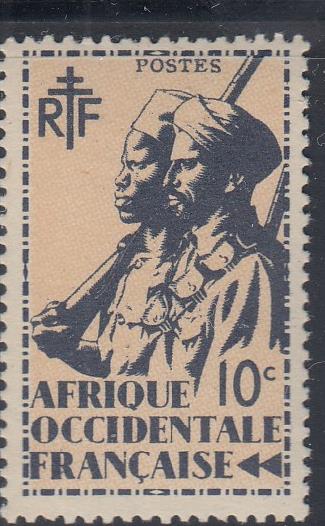 POSTES
RF
10c
AFRIQUE
OCCIDENTALE
FRANÇAISE